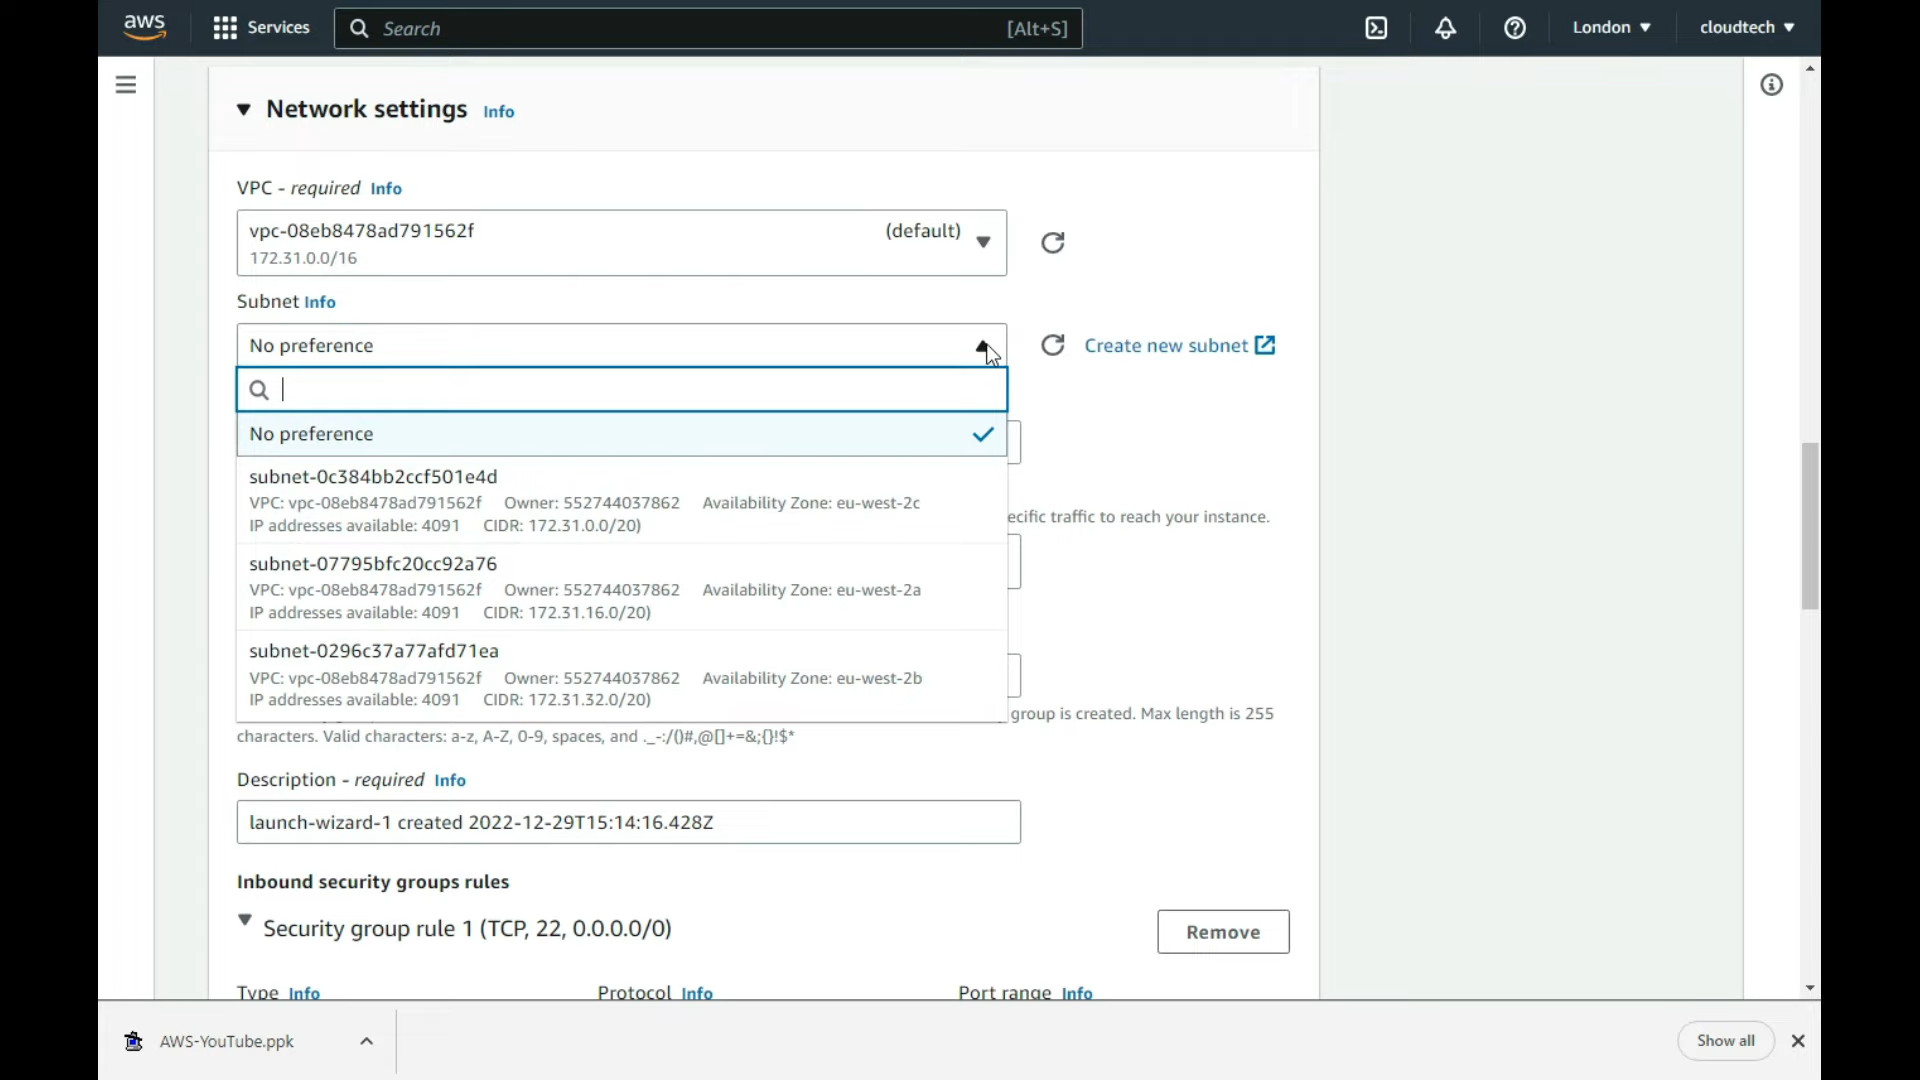 aws
Services
Search
[Alt+S]
London
cloudtech
Network settings Info
VPC - required Info
vpc-08eb8478ad791562f (default)
172.31.0.0/16
Subnet Info
No preference
Create new subnet
No preference
subnet-0c384bb2ccf501e4d
VPC: vpc-08eb8478ad791562f Owner: 552744037862 Availability Zone: eu-west-2c
IP addresses available: 4091 CIDR: 172.31.0.0/20)
ecific traffic to reach your instance.
subnet-07795bfc20cc92a76
VPC: vpc-08eb8478ad791562f Owner: 552744037862 Availability Zone: eu-west-2a
IP addresses available: 4091 CIDR: 172.31.16.0/20)
subnet-0296c37a77afd71ea
VPC: vpc-08eb8478ad791562f Owner: 552744037862 Availability Zone: eu-west-2b
IP addresses available: 4091 CIDR: 172.31.32.0/20)
group is created. Max length is 255
characters. Valid characters: a-z, A-Z, 0-9, spaces, and ._-:/()#,@[]+=&;{}!$*
Description - required Info
launch-wizard-1 created 2022-12-29T15:14:16.428Z
Inbound security groups rules
Security group rule 1 (TCP, 22, 0.0.0.0/0)
Remove
Type Info
Protocol Info
Port range Info
AWS-YouTube.ppk
Show all